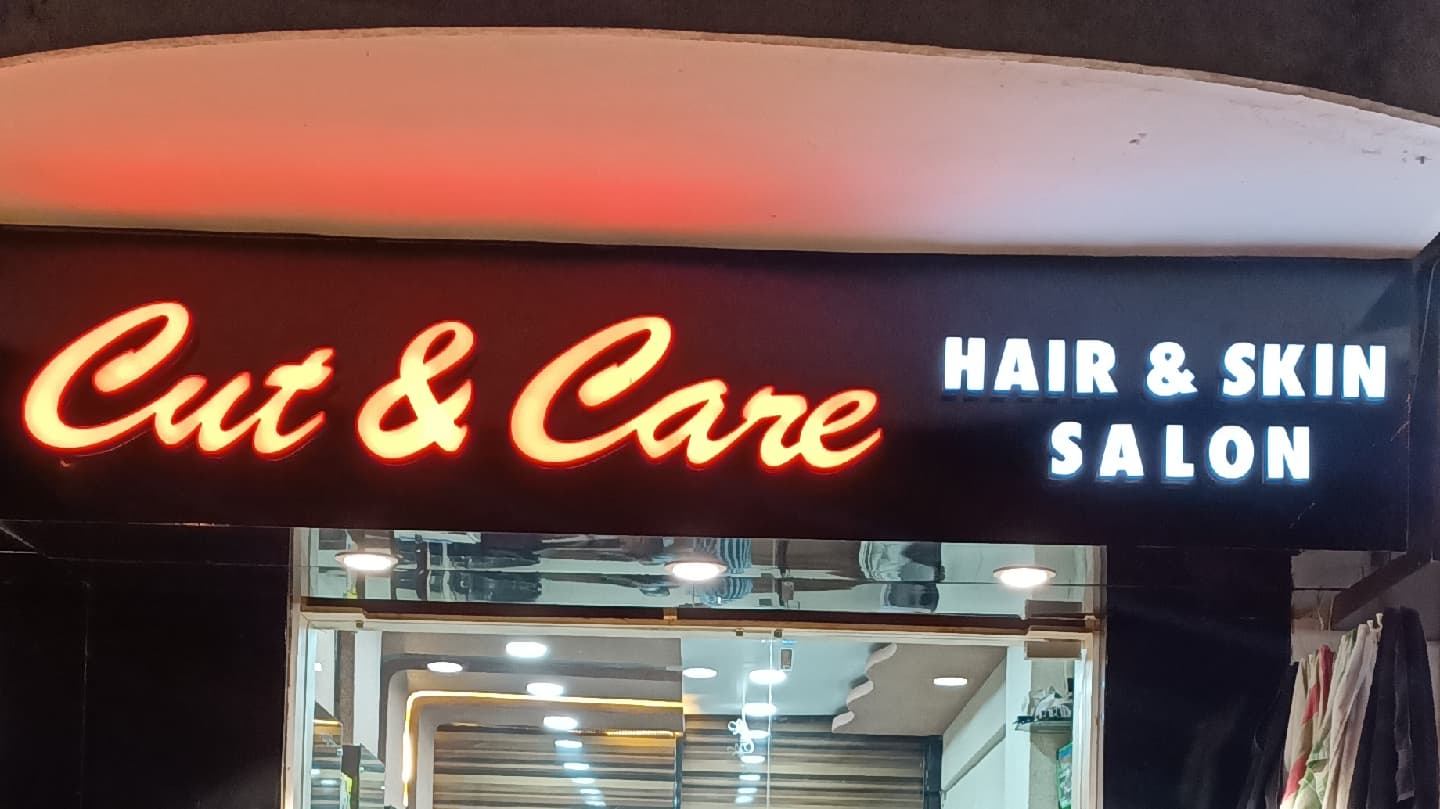 Cut & Care
HAIR & SKIN
SALON